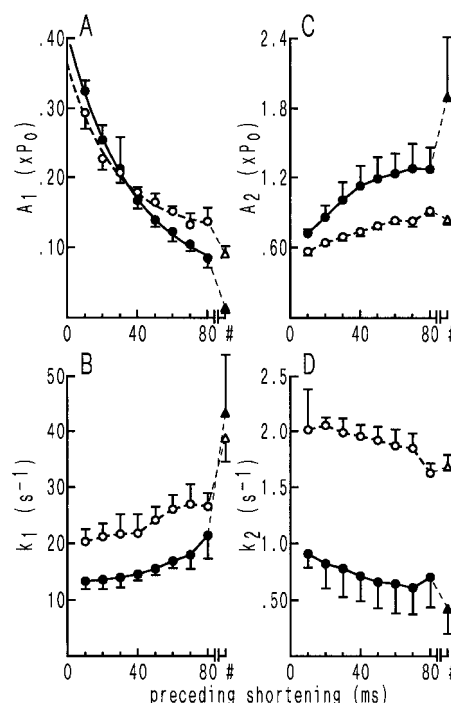 A
C
.40
.30
.20
.10
A1 (xP0)
0 40 80 #
2.4
1.8
1.2
.60
A2 (xP0)
0 40 80 #
B
D
50
40
30
20
10
k1 (s-1)
0 40 80 #
2.5
2.0
1.5
1.0
.50
k2 (s-1)
0 40 80 #
preceding shortening (ms)